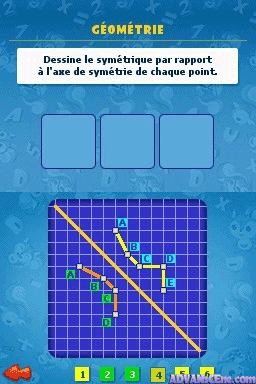 GÉOMÉTRIE
Dessine le symétrique par rapport
à l'axe de symétrie de chaque point.
A
B
C D
E
A
B
C
D
1 2 3 4 5 6
ADVANSCEne.com